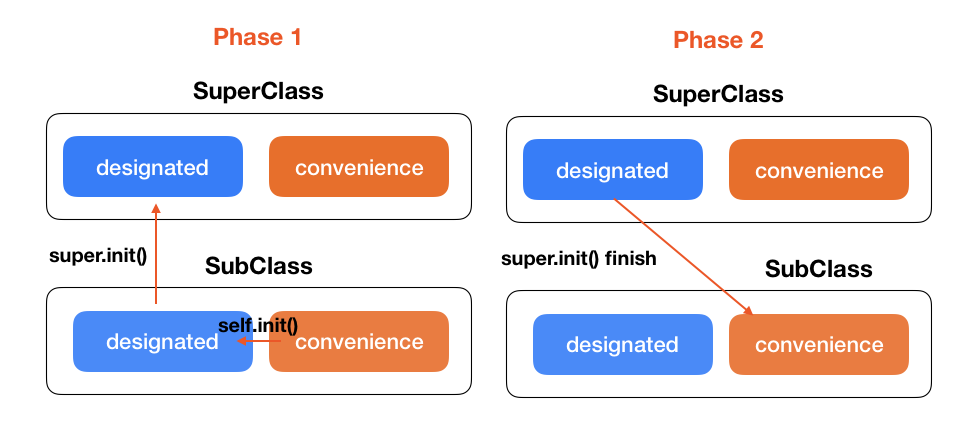 Phase 1
SuperClass
designated
convenience
super.init()
SubClass
self.init()
designated
convenience
Phase 2
SuperClass
designated
convenience
super.init() finish
SubClass
designated
convenience